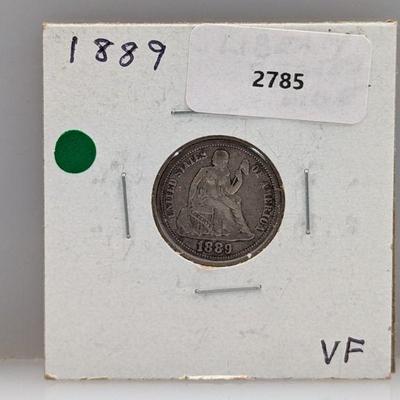 1889
2785
UNITED STATES OF AMERICA
1889
VF